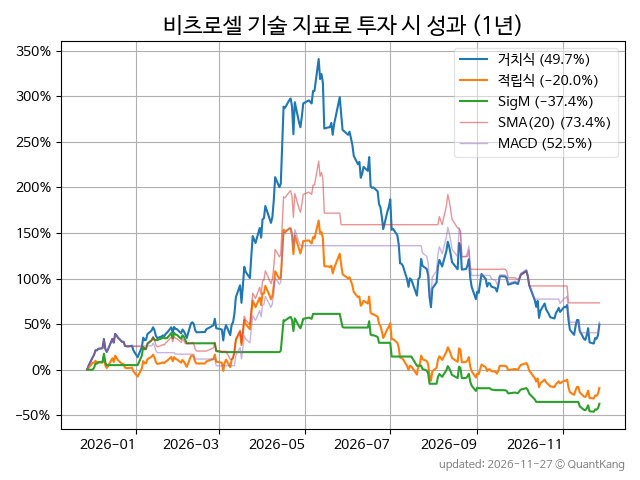 비츠로셀 기술 지표로 투자 시 성과 (1년)
350%
300%
250%
200%
150%
100%
50%
0%
−50%
거치식 (49.7%)
적립식 (−20.0%)
SigM (−37.4%)
SMA(20) (73.4%)
MACD (52.5%)
2026-01 2026-03 2026-05 2026-07 2026-09 2026-11
updated: 2026-11-27 © QuantKang